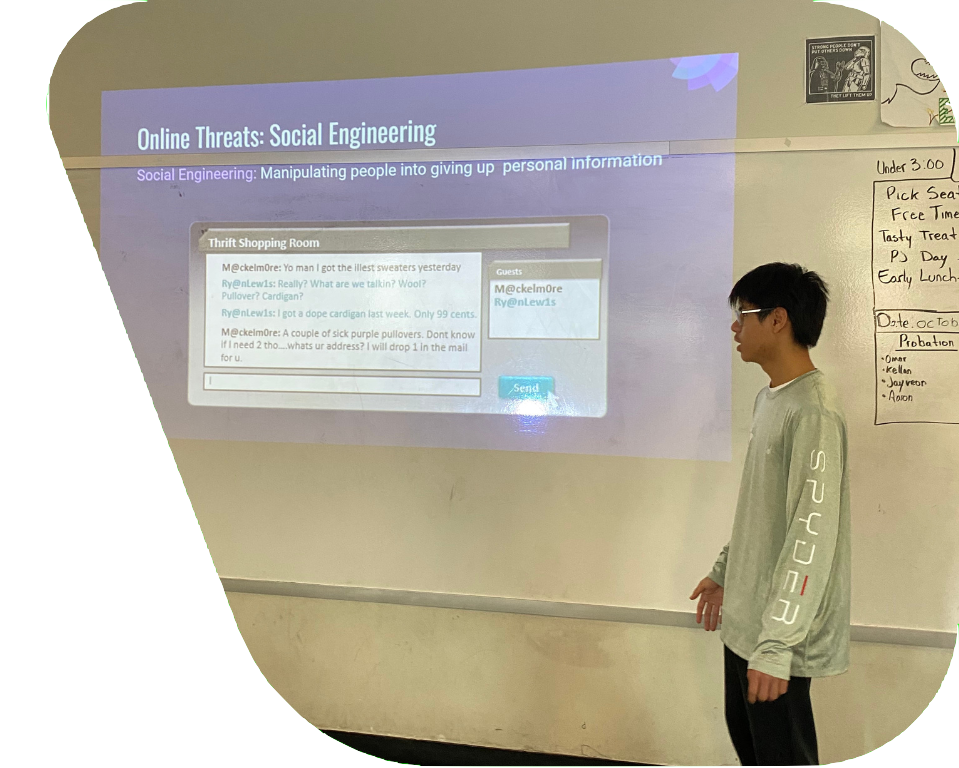 Online Threats: Social Engineering
Social Engineering: Manipulating people into giving up personal information
Thrift Shopping Room
M@ckelm0re: Yo man I got the illest sweaters yesterday
Ry@nLew1s: Really? What are we talkin? Wool?
Pullover? Cardigan?
Ry@nLew1s: I got a dope cardigan last week. Only 99 cents.
M@ckelm0re: A couple of sick purple pullovers. Dont know
if I need 2 tho....whats ur address? I will drop 1 in the mail
for u.
Guests
M@ckelm0re
Ry@nLew1s
Send
STRONG PEOPLE DON'T
PUT OTHERS DOWN
THEY LIFT THEM UP
Under 3.00
Pick Sea
Free Time
Tasty Treat
PJ Day
Early Lunch
Date: octob
Probation
• Omar
• Kellan
• Aaron
SPYDER